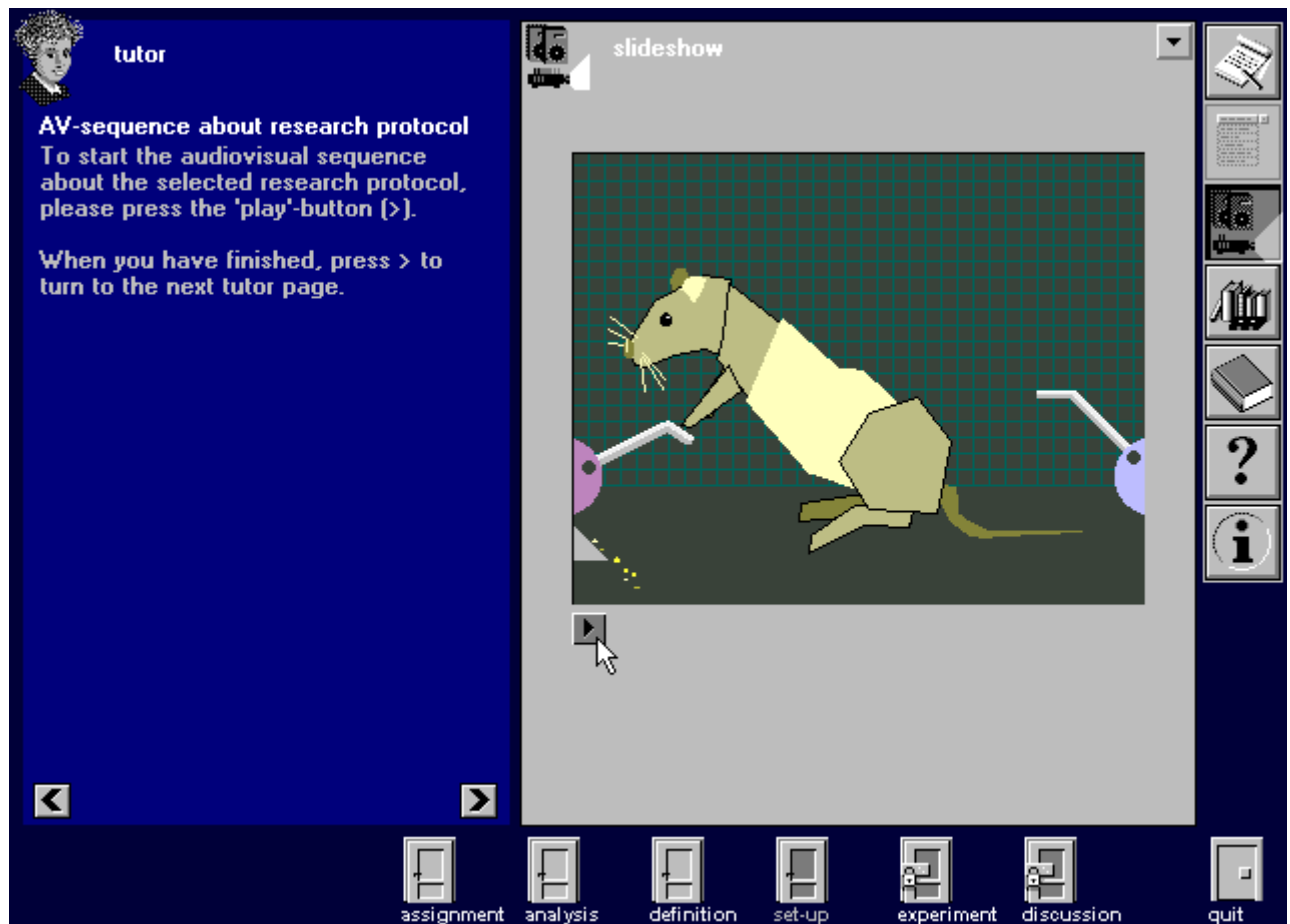 tutor
AV-sequence about research protocol
To start the audiovisual sequence
about the selected research protocol,
please press the 'play'-button (>).
When you have finished, press > to
turn to the next tutor page.
slideshow
?
i
assignment
analysis
definition
set-up
experiment
discussion
quit